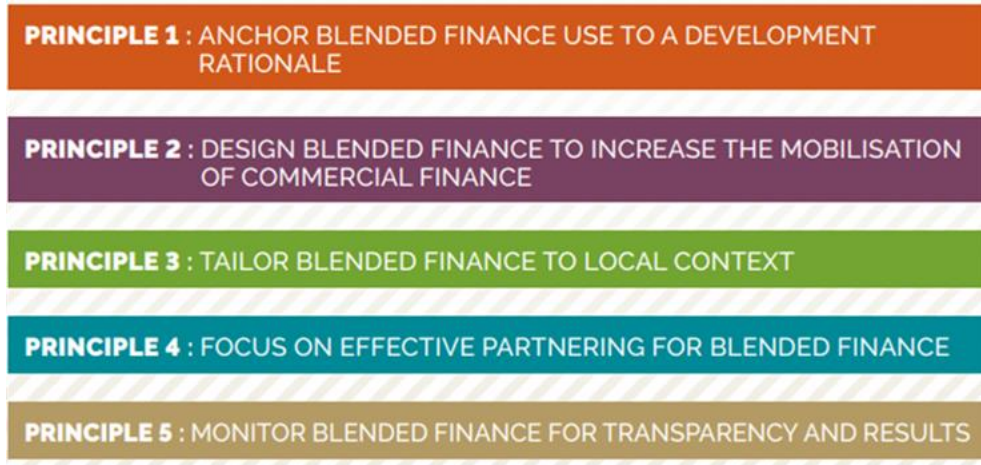 PRINCIPLE 1 : ANCHOR BLENDED FINANCE USE TO A DEVELOPMENT
RATIONALE
PRINCIPLE 2 : DESIGN BLENDED FINANCE TO INCREASE THE MOBILISATION
OF COMMERCIAL FINANCE
PRINCIPLE 3 : TAILOR BLENDED FINANCE TO LOCAL CONTEXT
PRINCIPLE 4 : FOCUS ON EFFECTIVE PARTNERING FOR BLENDED FINANCE
PRINCIPLE 5 : MONITOR BLENDED FINANCE FOR TRANSPARENCY AND RESULTS